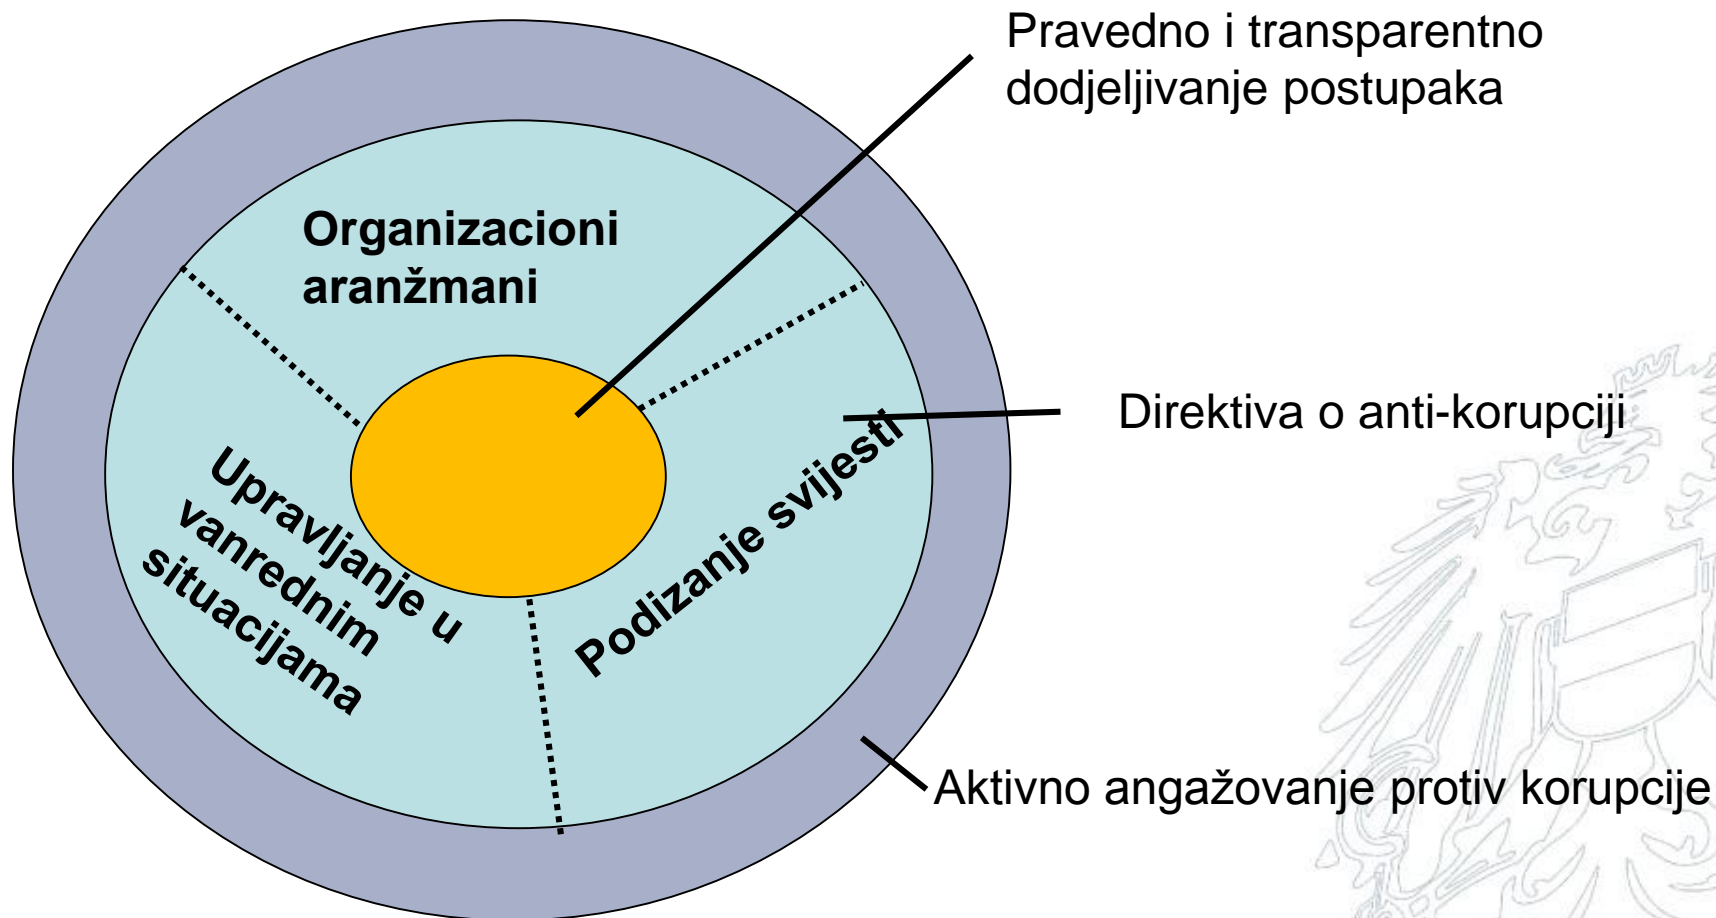 Pravedno i transparentno
dodjeljivanje postupaka
Organizacioni
aranžmani
Direktiva o anti-korupciji
Upravljanje u
vanrednim
situacijama
Podizanje svijesti
Aktivno angažovanje protiv korupcije